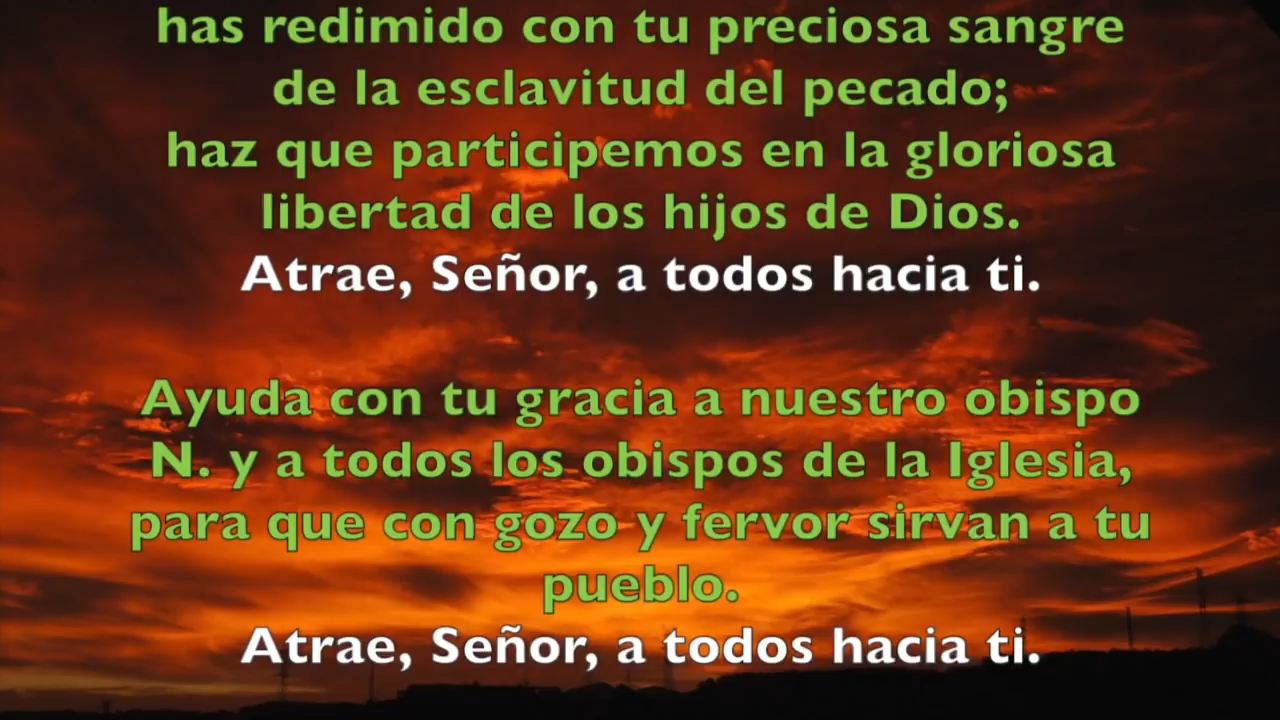 has redimido con tu preciosa sangre
de la esclavitud del pecado;
haz que participemos en la gloriosa
libertad de los hijos de Dios.
Atrae, Señor, a todos hacia ti.
Ayuda con tu gracia a nuestro obispo
N. y a todos los obispos de la Iglesia,
para que con gozo y fervor sirvan a tu
pueblo.
Atrae, Señor, a todos hacia ti.